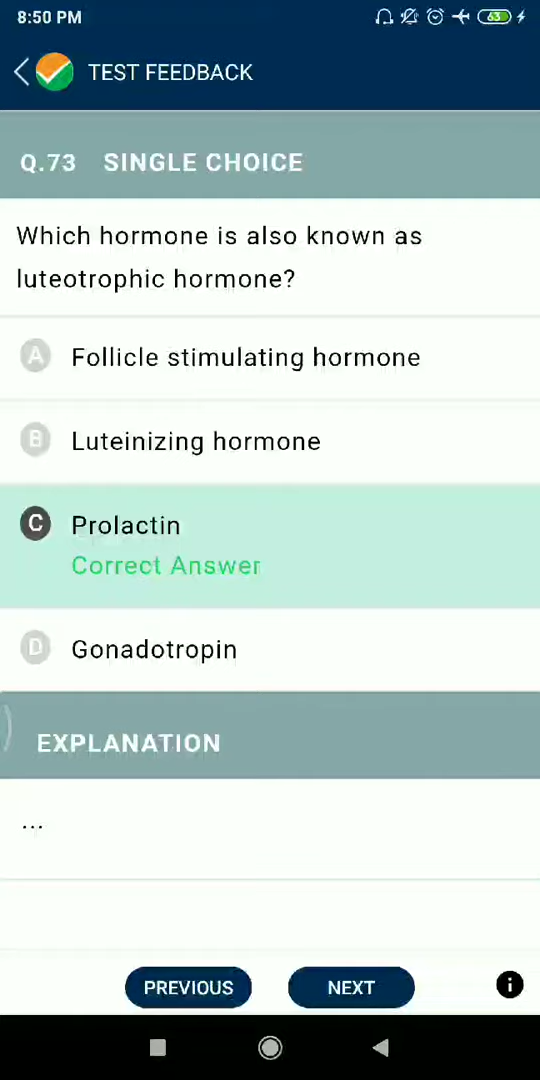 8:50 PM
63
TEST FEEDBACK
Q.73 SINGLE CHOICE
Which hormone is also known as
luteotrophic hormone?
A Follicle stimulating hormone
B Luteinizing hormone
C Prolactin
Correct Answer
D Gonadotropin
EXPLANATION
...
PREVIOUS NEXT i